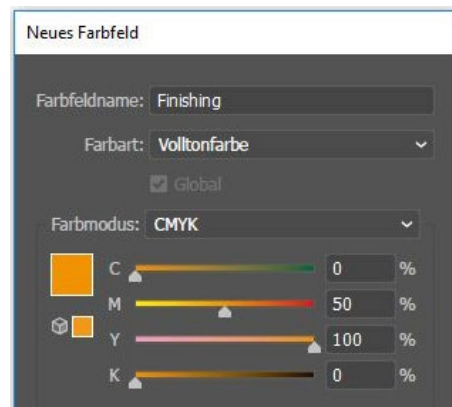 Neues Farbfeld
Farbfeldname: Finishing
Farbart: Volltonfarbe
Global
Farbmodus: CMYK
C 0 %
M 50 %
Y 100 %
K 0 %